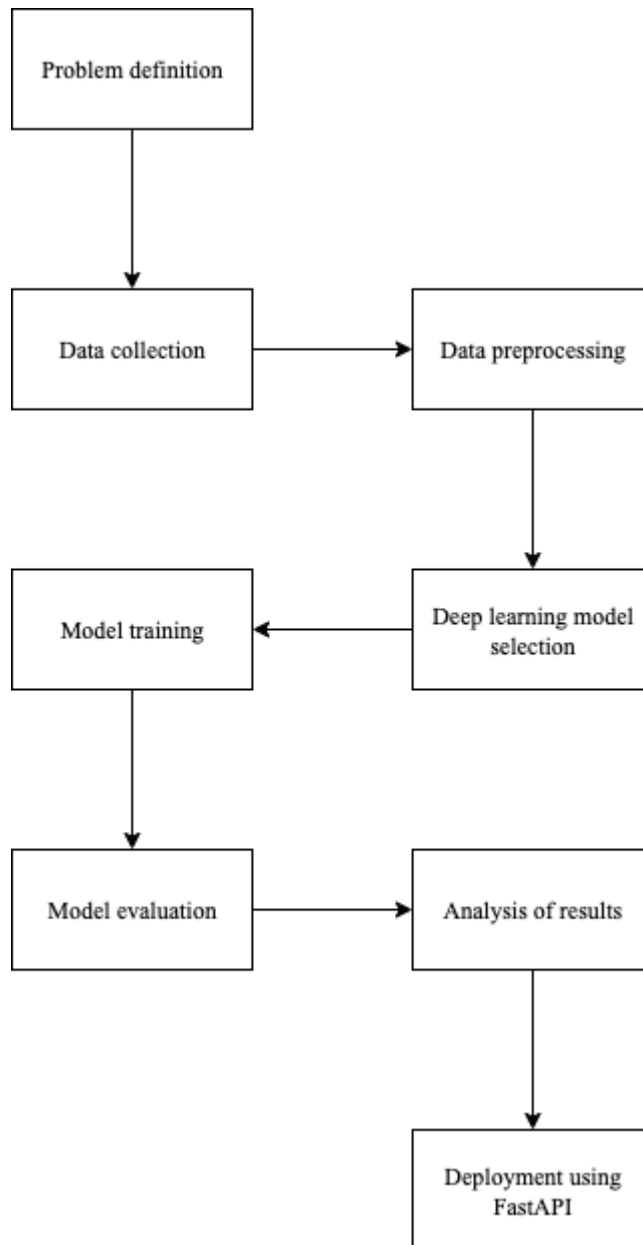 Problem definition
Data collection
Data preprocessing
Deep learning model
selection
Model training
Model evaluation
Analysis of results
Deployment using
FastAPI